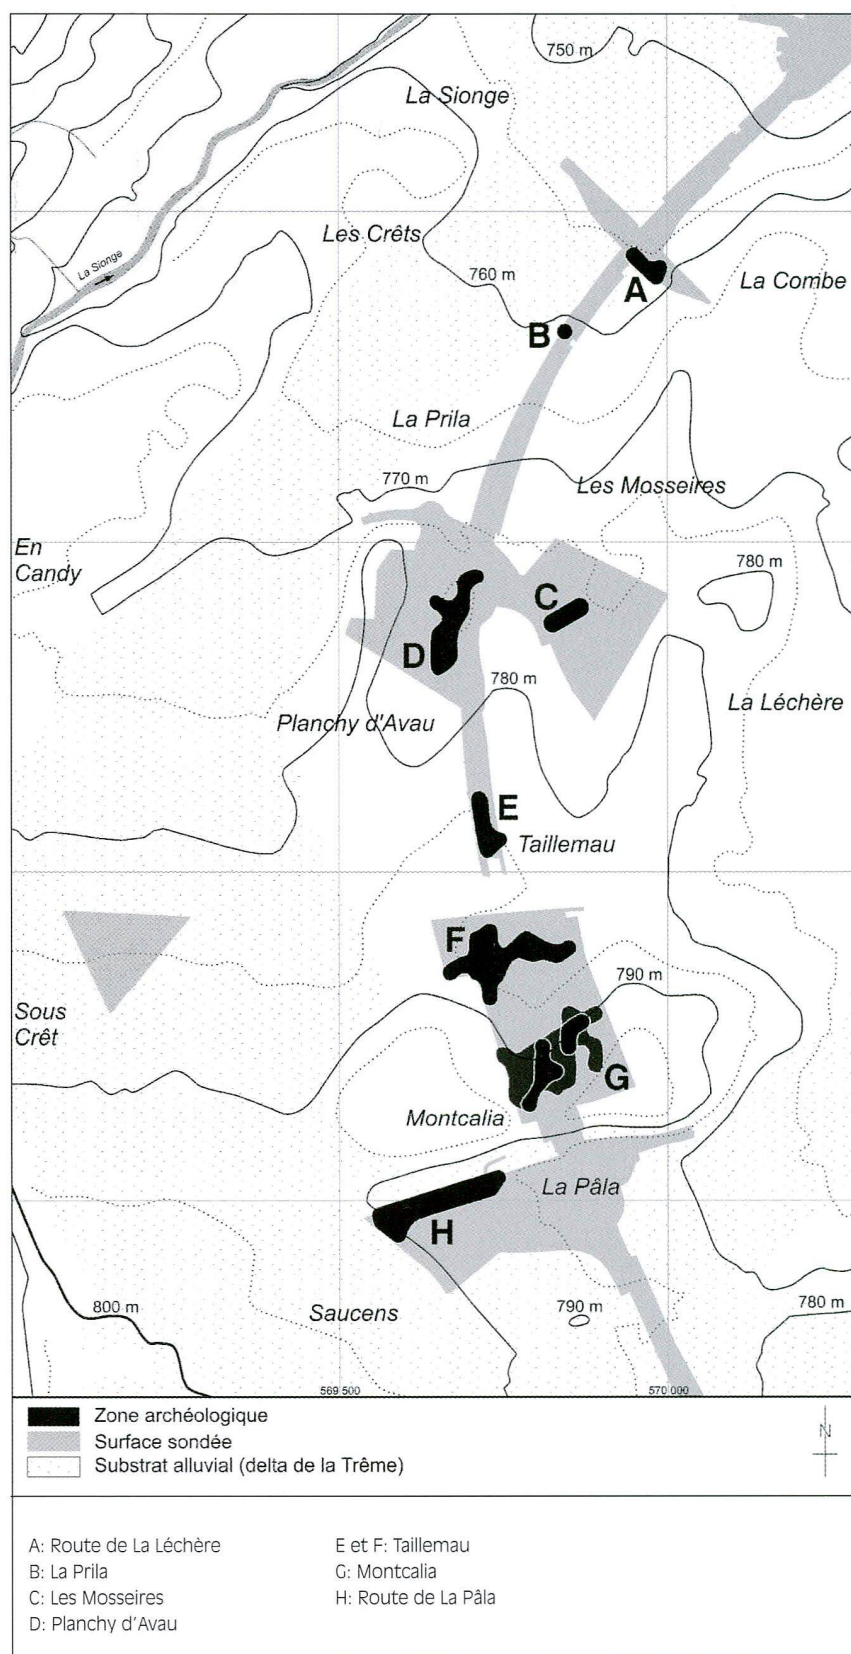 750 m
La Sionge
La Sionge
Les Crêts
760 m
A
La Combe
B
La Prila
770 m
Les Mosseires
En
Candy
780 m
C
D
780 m
La Léchère
Planchy d'Avau
E
Taillemau
F
790 m
Sous
Crêt
G
Montcalia
La Pâla
H
800 m
Saucens
790 m
780 m
569 500
570 000
Zone archéologique
Surface sondée
Substrat alluvial (delta de la Trême)
N
A: Route de La Léchère
B: La Prila
C: Les Mosseires
D: Planchy d'Avau
E et F: Taillemau
G: Montcalia
H: Route de La Pâla